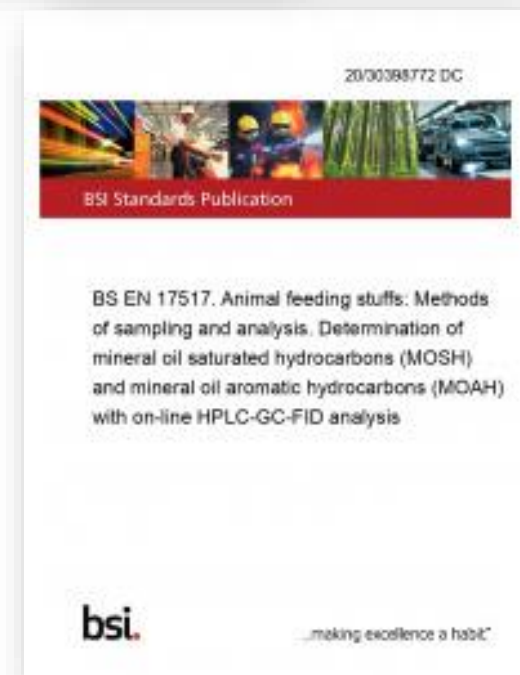 20/30398772 DC
BSI Standards Publication
BS EN 17517. Animal feeding stuffs: Methods
of sampling and analysis. Determination of
mineral oil saturated hydrocarbons (MOSH)
and mineral oil aromatic hydrocarbons (MOAH)
with on-line HPLC-GC-FID analysis
bsi.
...making excellence a habit"